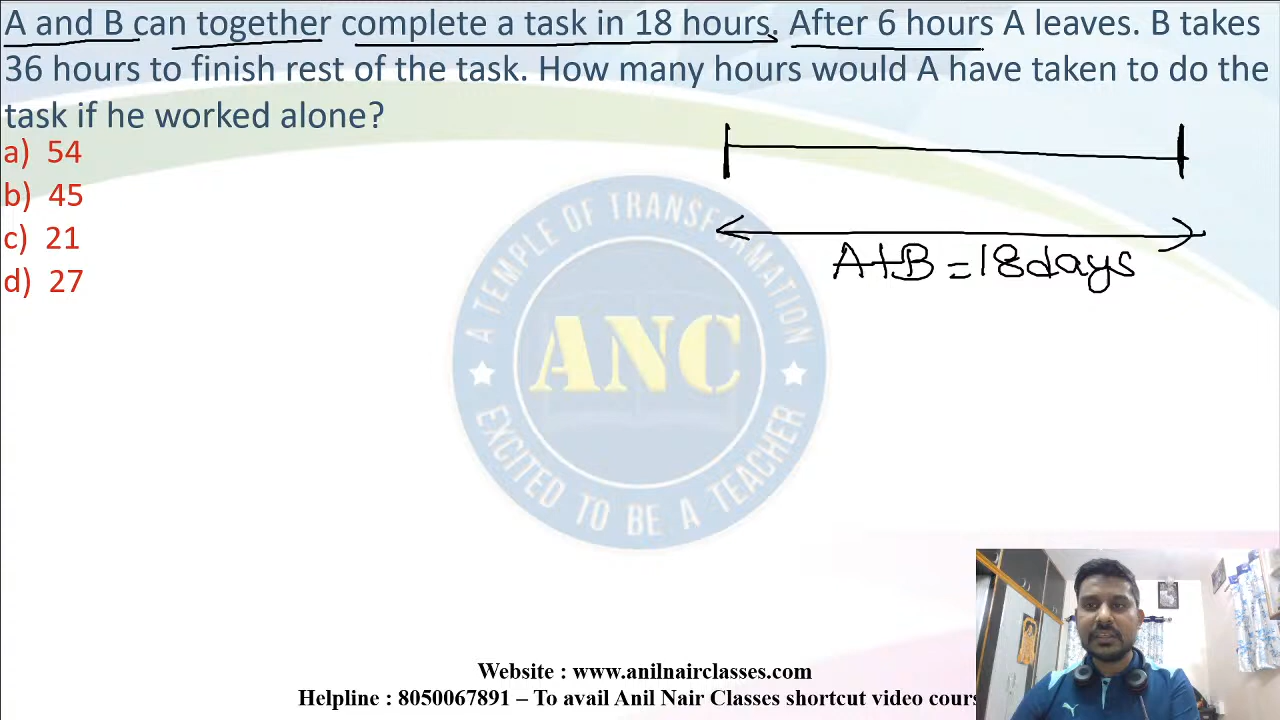 A and B can together complete a task in 18 hours. After 6 hours A leaves. B takes
36 hours to finish rest of the task. How many hours would A have taken to do the
task if he worked alone?
a) 54
b) 45
c) 21
d) 27
A+B = 18days
A TEMPLE OF TRANSFORMATION
ANC
EXCITED TO BE A TEACHER
Website : www.anilnairclasses.com
Helpline : 8050067891 – To avail Anil Nair Classes shortcut video cours